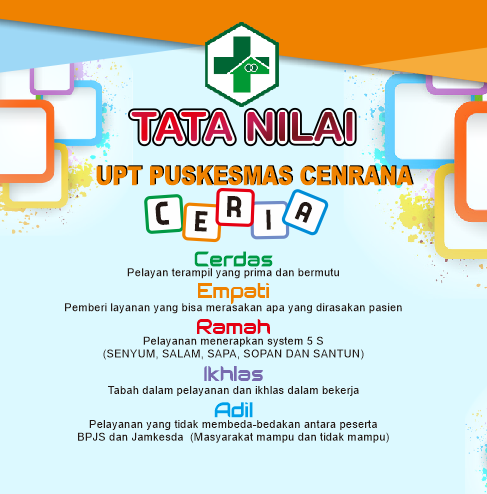 TATA NILAI
UPT PUSKESMAS CENRANA
CERIA
Cerdas
Pelayan terampil yang prima dan bermutu
Empati
Pemberi layanan yang bisa merasakan apa yang dirasakan pasien
Ramah
Pelayanan menerapkan system 5 S
(SENYUM, SALAM, SAPA, SOPAN DAN SANTUN)
Ikhlas
Tabah dalam pelayanan dan ikhlas dalam bekerja
Adil
Pelayanan yang tidak membeda-bedakan antara peserta
BPJS dan Jamkesda (Masyarakat mampu dan tidak mampu)